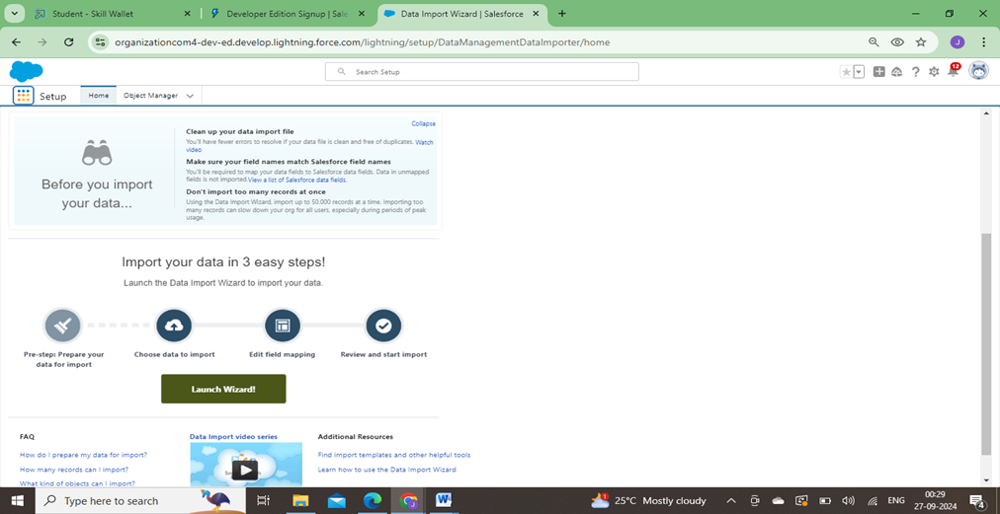 Student - Skill Wallet
Developer Edition Signup | Sale
Data Import Wizard | Salesforce
organizationcom4-dev-ed.develop.lightning.force.com/lightning/setup/DataManagementDataImporter/home
J
Search Setup
12
Setup
Home
Object Manager
Collapse
Before you import
your data...
Clean up your data import file
You'll have fewer errors to resolve if your data file is clean and free of duplicates. Watch
video
Make sure your field names match Salesforce field names
You'll be required to map your data fields to Salesforce data fields. Data in unmapped
fields is not imported.View a list of Salesforce data fields.
Don't import too many records at once
Using the Data Import Wizard, import up to 50,000 records at a time. Importing too
many records can slow down your org for all users, especially during periods of peak
usage.
Import your data in 3 easy steps!
Launch the Data Import Wizard to import your data.
Pre-step: Prepare your
data for import
Choose data to import
Edit field mapping
Review and start import
Launch Wizard!
FAQ
How do I prepare my data for import?
How many records can I import?
What kind of objects can I import?
Data Import video series
Additional Resources
Find import templates and other helpful tools
Learn how to use the Data Import Wizard
Type here to search
25°C Mostly cloudy
ENG
00:29
27-09-2024
4